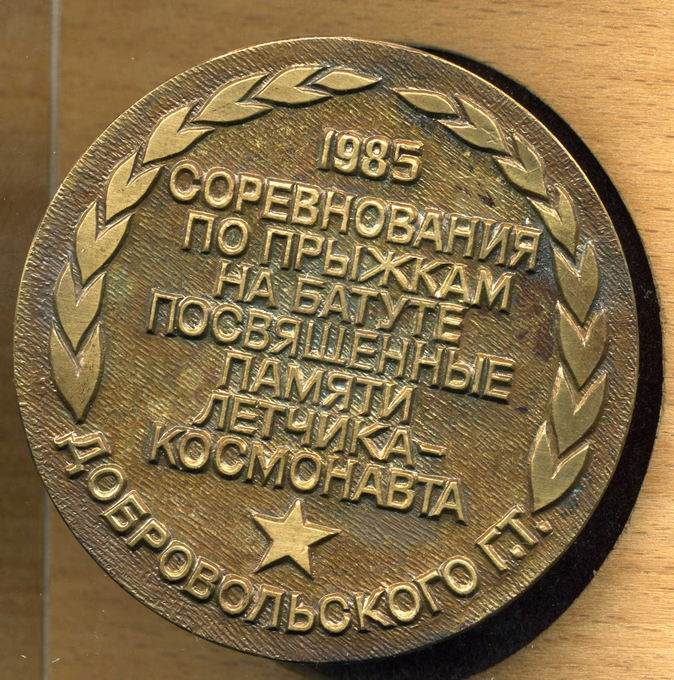 1985
СОРЕВНОВАНИЯ
ПО ПРЫЖКАМ
НА БАТУТЕ
ПОСВЯЩЕННЫЕ
ПАМЯТИ
ЛЕТЧИКА-
КОСМОНАВТА
ДОБРОВОЛЬСКОГО Г.Т.